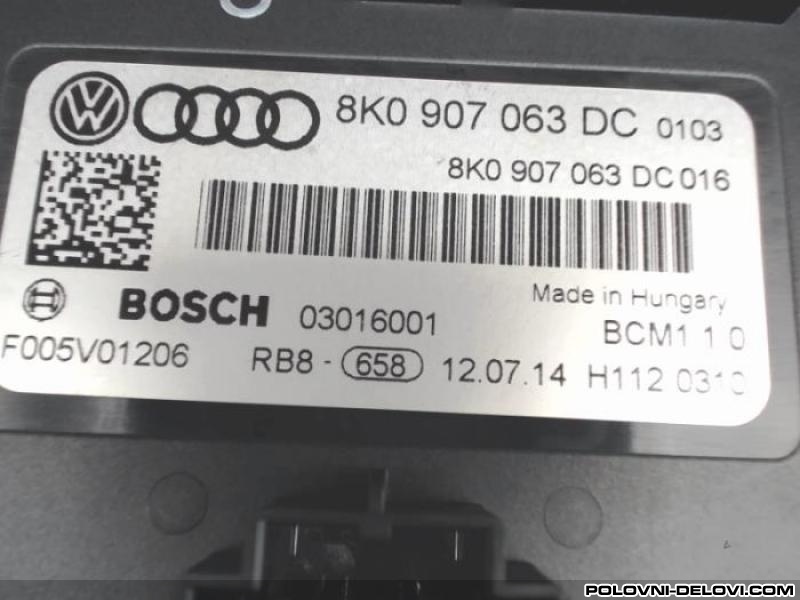 8K0 907 063 DC 0103
8K0 907 063 DC 016
BOSCH 03016001
Made in Hungary
BCM1 1 0
F005V01206
RB8 - 658 12.07.14 H112 0310
POLOVNI-DELOVI.COM